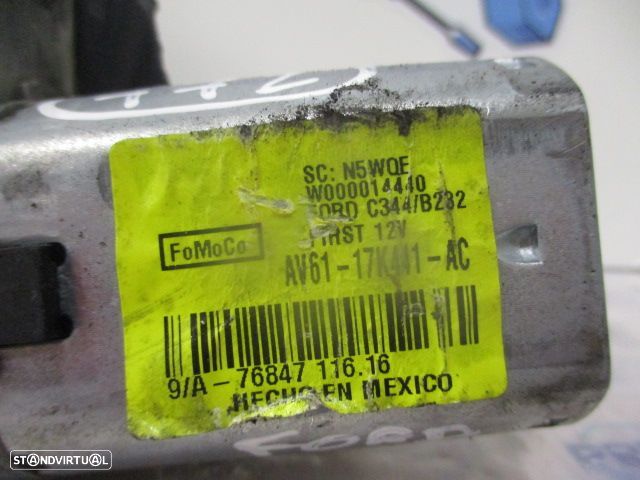 SC: N5WQE
W000014440
FORD C344/B232
12V
FoMoCo
AV61-17K441-AC
9/A-76847 116.16
HECHO EN MEXICO
FORD
STANDVIRTUAL